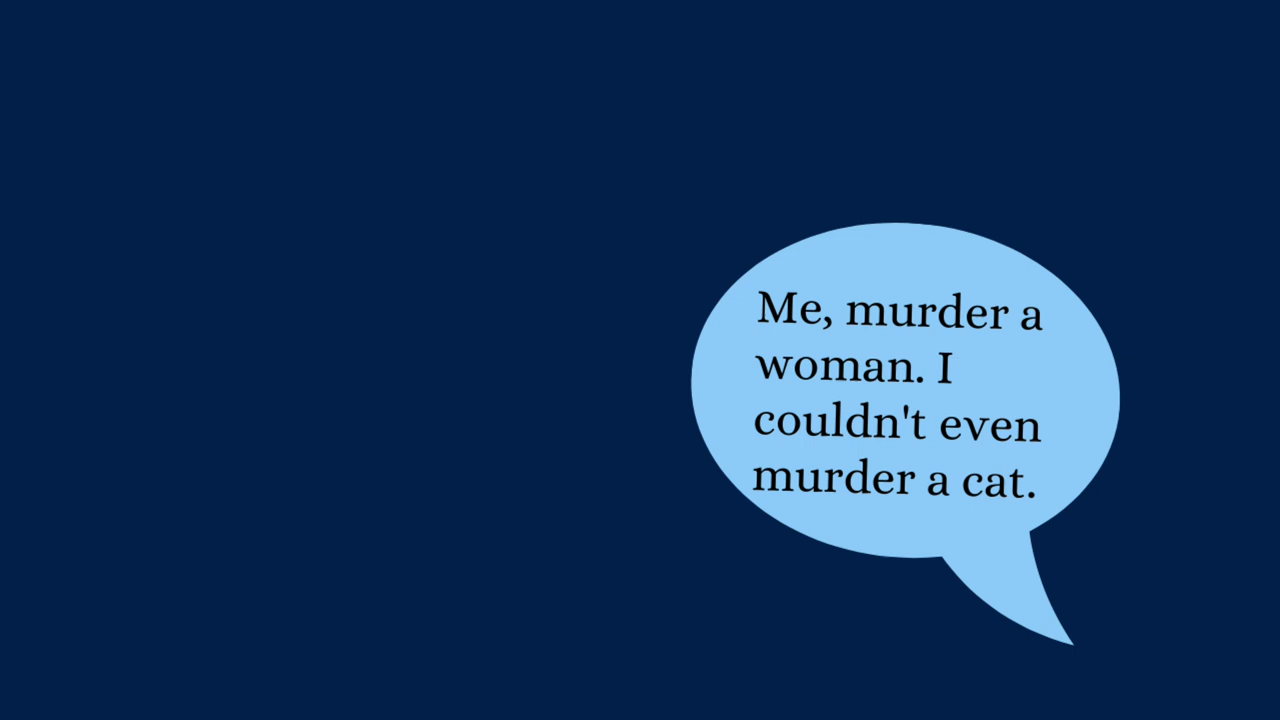 Me, murder a
woman. I
couldn't even
murder a cat.